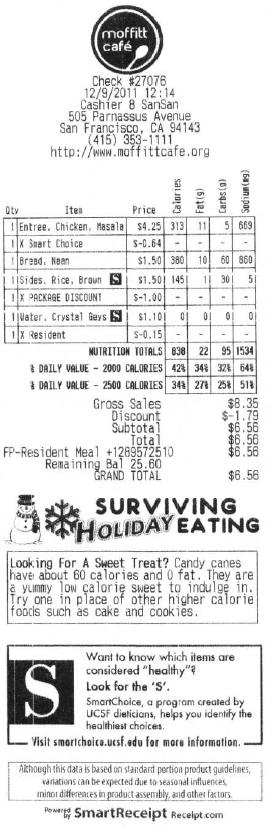 moffitt
café
Check #27076
12/9/2011 12:14
Cashier 8 SanSan
505 Parnassus Avenue
San Francisco, CA 94143
(415) 353-1111
http://www.moffittcafe.org
Qty Item Price Calories Fat(g) Carbs(g) Sodium(mg)
1 Entree, Chicken, Masala $4.25 313 11 5 669
1 X Smart Choice $-0.64 - - - -
1 Bread, Naan $1.50 380 10 60 860
1 Sides, Rice, Brown S $1.50 145 1 30 5
1 X PACKAGE DISCOUNT $-1.00 - - - -
1 Water, Crystal Geys S $1.10 0 0 0 0
1 X Resident $-0.15 - - - -
NUTRITION TOTALS 838 22 95 1534
% DAILY VALUE - 2000 CALORIES 42% 34% 32% 64%
% DAILY VALUE - 2500 CALORIES 34% 27% 25% 51%
Gross Sales $8.35
Discount $-1.79
Subtotal $6.56
Total $6.56
FP-Resident Meal +1289572510 $6.56
Remaining Bal 25.60
GRAND TOTAL $6.56
SURVIVING
HOLIDAY EATING
Looking For A Sweet Treat? Candy canes
have about 60 calories and 0 fat. They are
a yummy low calorie sweet to indulge in.
Try one in place of other higher calorie
foods such as cake and cookies.
S
Want to know which items are
considered "healthy"?
Look for the 'S'.
SmartChoice, a program created by
UCSF dieticians, helps you identify the
healthiest choices.
Visit smartchoice.ucsf.edu for more information.
Although this data is based on standard portion product guidelines,
variations can be expected due to seasonal influences,
minor differences in product assembly, and other factors.
Powered by SmartReceipt Receipt.com